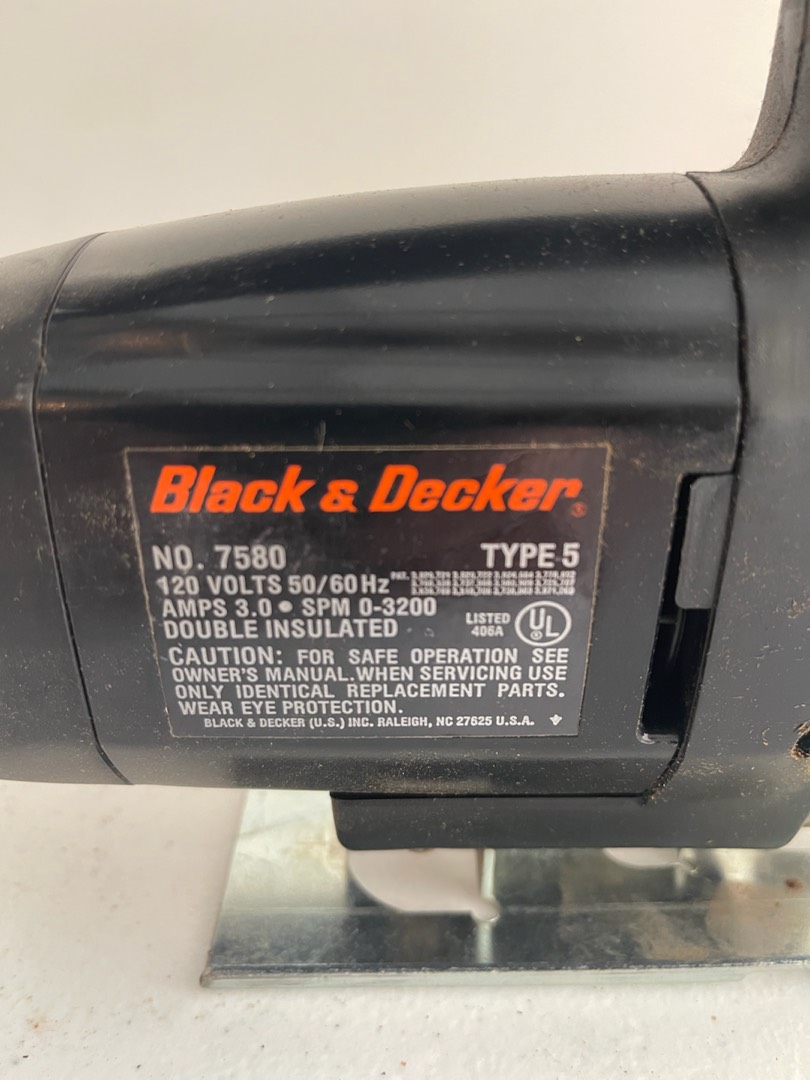 Black & Decker®
NO. 7580 TYPE 5
120 VOLTS 50/60 Hz PAT.
AMPS 3.0 • SPM 0-3200
DOUBLE INSULATED
LISTED
406A
UL®
CAUTION: FOR SAFE OPERATION SEE
OWNER'S MANUAL.WHEN SERVICING USE
ONLY IDENTICAL REPLACEMENT PARTS.
WEAR EYE PROTECTION.
BLACK & DECKER (U.S.) INC. RALEIGH, NC 27625 U.S.A.